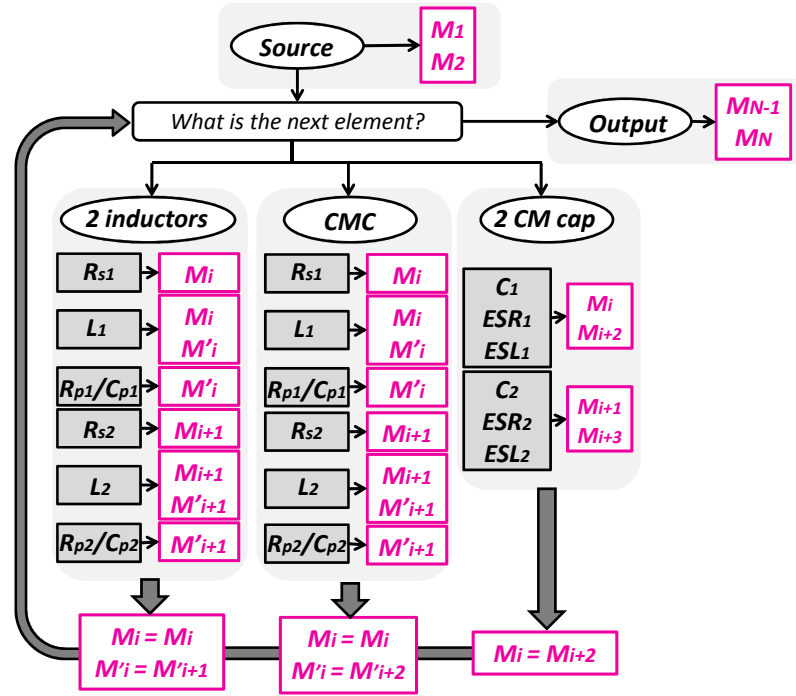 Source
M1
M2
What is the next element?
Output
MN-1
MN
2 inductors
Rs1
Mi
L1
Mi
M'i
Rp1/Cp1
M'i
Rs2
Mi+1
L2
Mi+1
M'i+1
Rp2/Cp2
M'i+1
Mi = Mi
M'i = M'i+1
CMC
Rs1
Mi
L1
Mi
M'i
Rp1/Cp1
M'i
Rs2
Mi+1
L2
Mi+1
M'i+1
Rp2/Cp2
M'i+1
Mi = Mi
M'i = M'i+2
2 CM cap
C1
ESR1
ESL1
Mi
Mi+2
C2
ESR2
ESL2
Mi+1
Mi+3
Mi = Mi+2